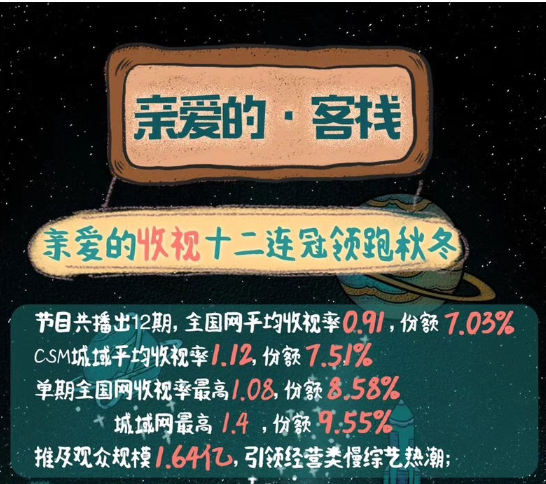 亲爱的·客栈
亲爱的收视十二连冠领跑秋冬
节目共播出12期，全国网平均收视率0.91，份额7.03%
CSM城域平均收视率1.12，份额7.51%
单期全国网收视率最高1.08，份额8.58%
城域网最高1.4，份额9.55%
推及观众规模1.64亿，引领经营类慢综艺热潮；